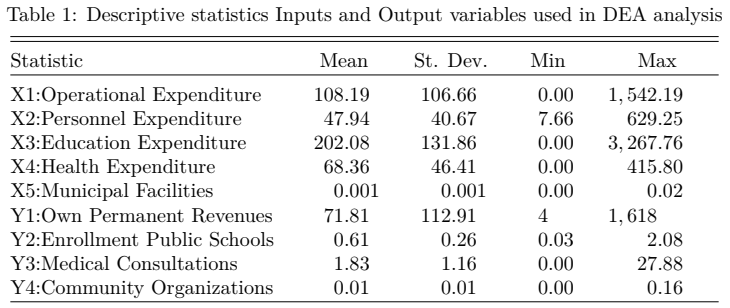 Table 1: Descriptive statistics Inputs and Output variables used in DEA analysis
Statistic Mean St. Dev. Min Max
X1:Operational Expenditure 108.19 106.66 0.00 1,542.19
X2:Personnel Expenditure 47.94 40.67 7.66 629.25
X3:Education Expenditure 202.08 131.86 0.00 3,267.76
X4:Health Expenditure 68.36 46.41 0.00 415.80
X5:Municipal Facilities 0.001 0.001 0.00 0.02
Y1:Own Permanent Revenues 71.81 112.91 4 1,618
Y2:Enrollment Public Schools 0.61 0.26 0.03 2.08
Y3:Medical Consultations 1.83 1.16 0.00 27.88
Y4:Community Organizations 0.01 0.01 0.00 0.16